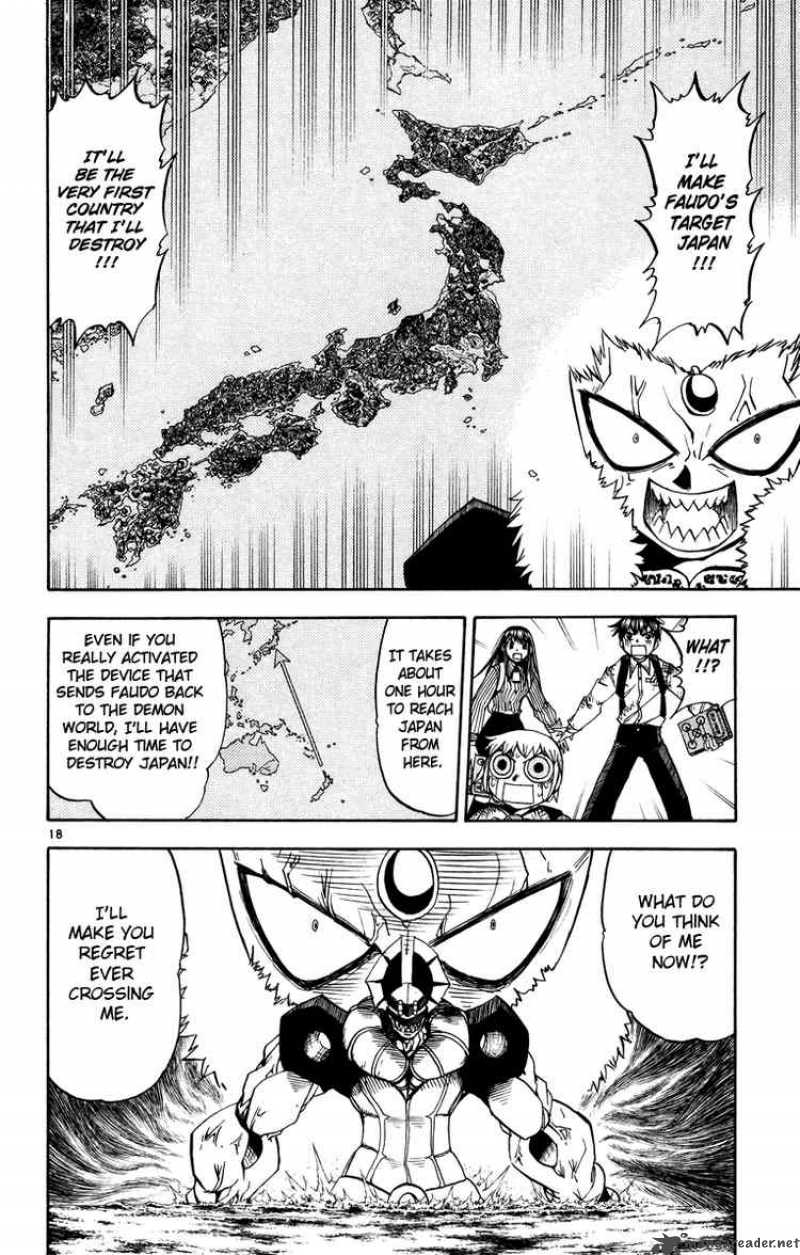 I'LL
MAKE
FAUDO'S
TARGET
JAPAN
!!!
IT'LL
BE THE
VERY FIRST
COUNTRY
THAT I'LL
DESTROY
!!!
WHAT
!!?
IT TAKES
ABOUT
ONE HOUR
TO REACH
JAPAN
FROM
HERE.
EVEN IF YOU
REALLY ACTIVATED
THE DEVICE THAT
SENDS FAUDO BACK
TO THE DEMON
WORLD, I'LL HAVE
ENOUGH TIME TO
DESTROY JAPAN!!
18
WHAT DO
YOU THINK
OF ME
NOW!?
I'LL
MAKE YOU
REGRET
EVER
CROSSING
ME.